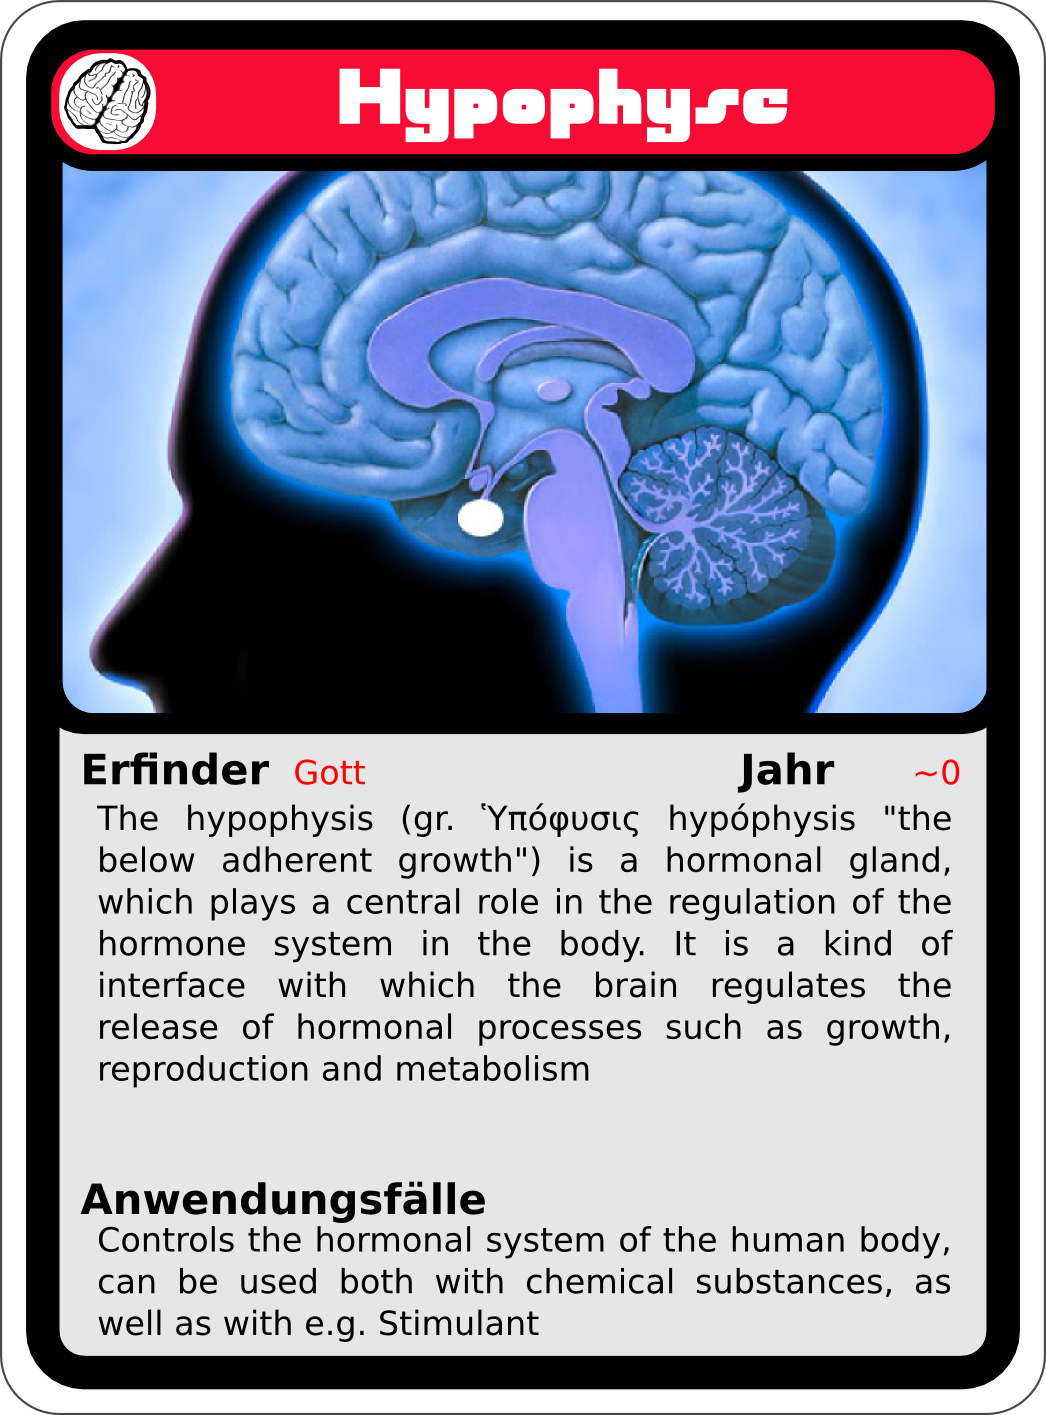 Hypophyse
Erfinder Gott Jahr ~0
The hypophysis (gr. Ὑπόφυσις hypóphysis "the
below adherent growth") is a hormonal gland,
which plays a central role in the regulation of the
hormone system in the body. It is a kind of
interface with which the brain regulates the
release of hormonal processes such as growth,
reproduction and metabolism
Anwendungsfälle
Controls the hormonal system of the human body,
can be used both with chemical substances, as
well as with e.g. Stimulant